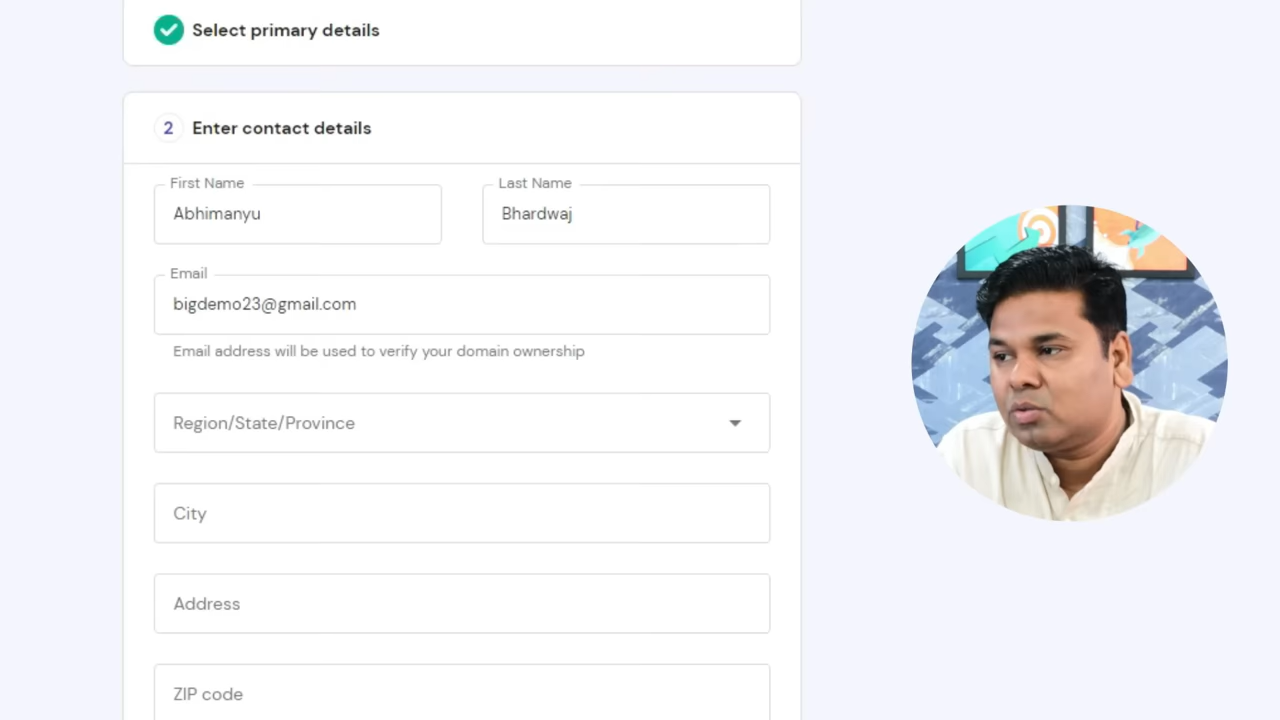 Select primary details
2 Enter contact details
First Name
Last Name
Abhimanyu
Bhardwaj
Email
bigdemo23@gmail.com
Email address will be used to verify your domain ownership
Region/State/Province
City
Address
ZIP code